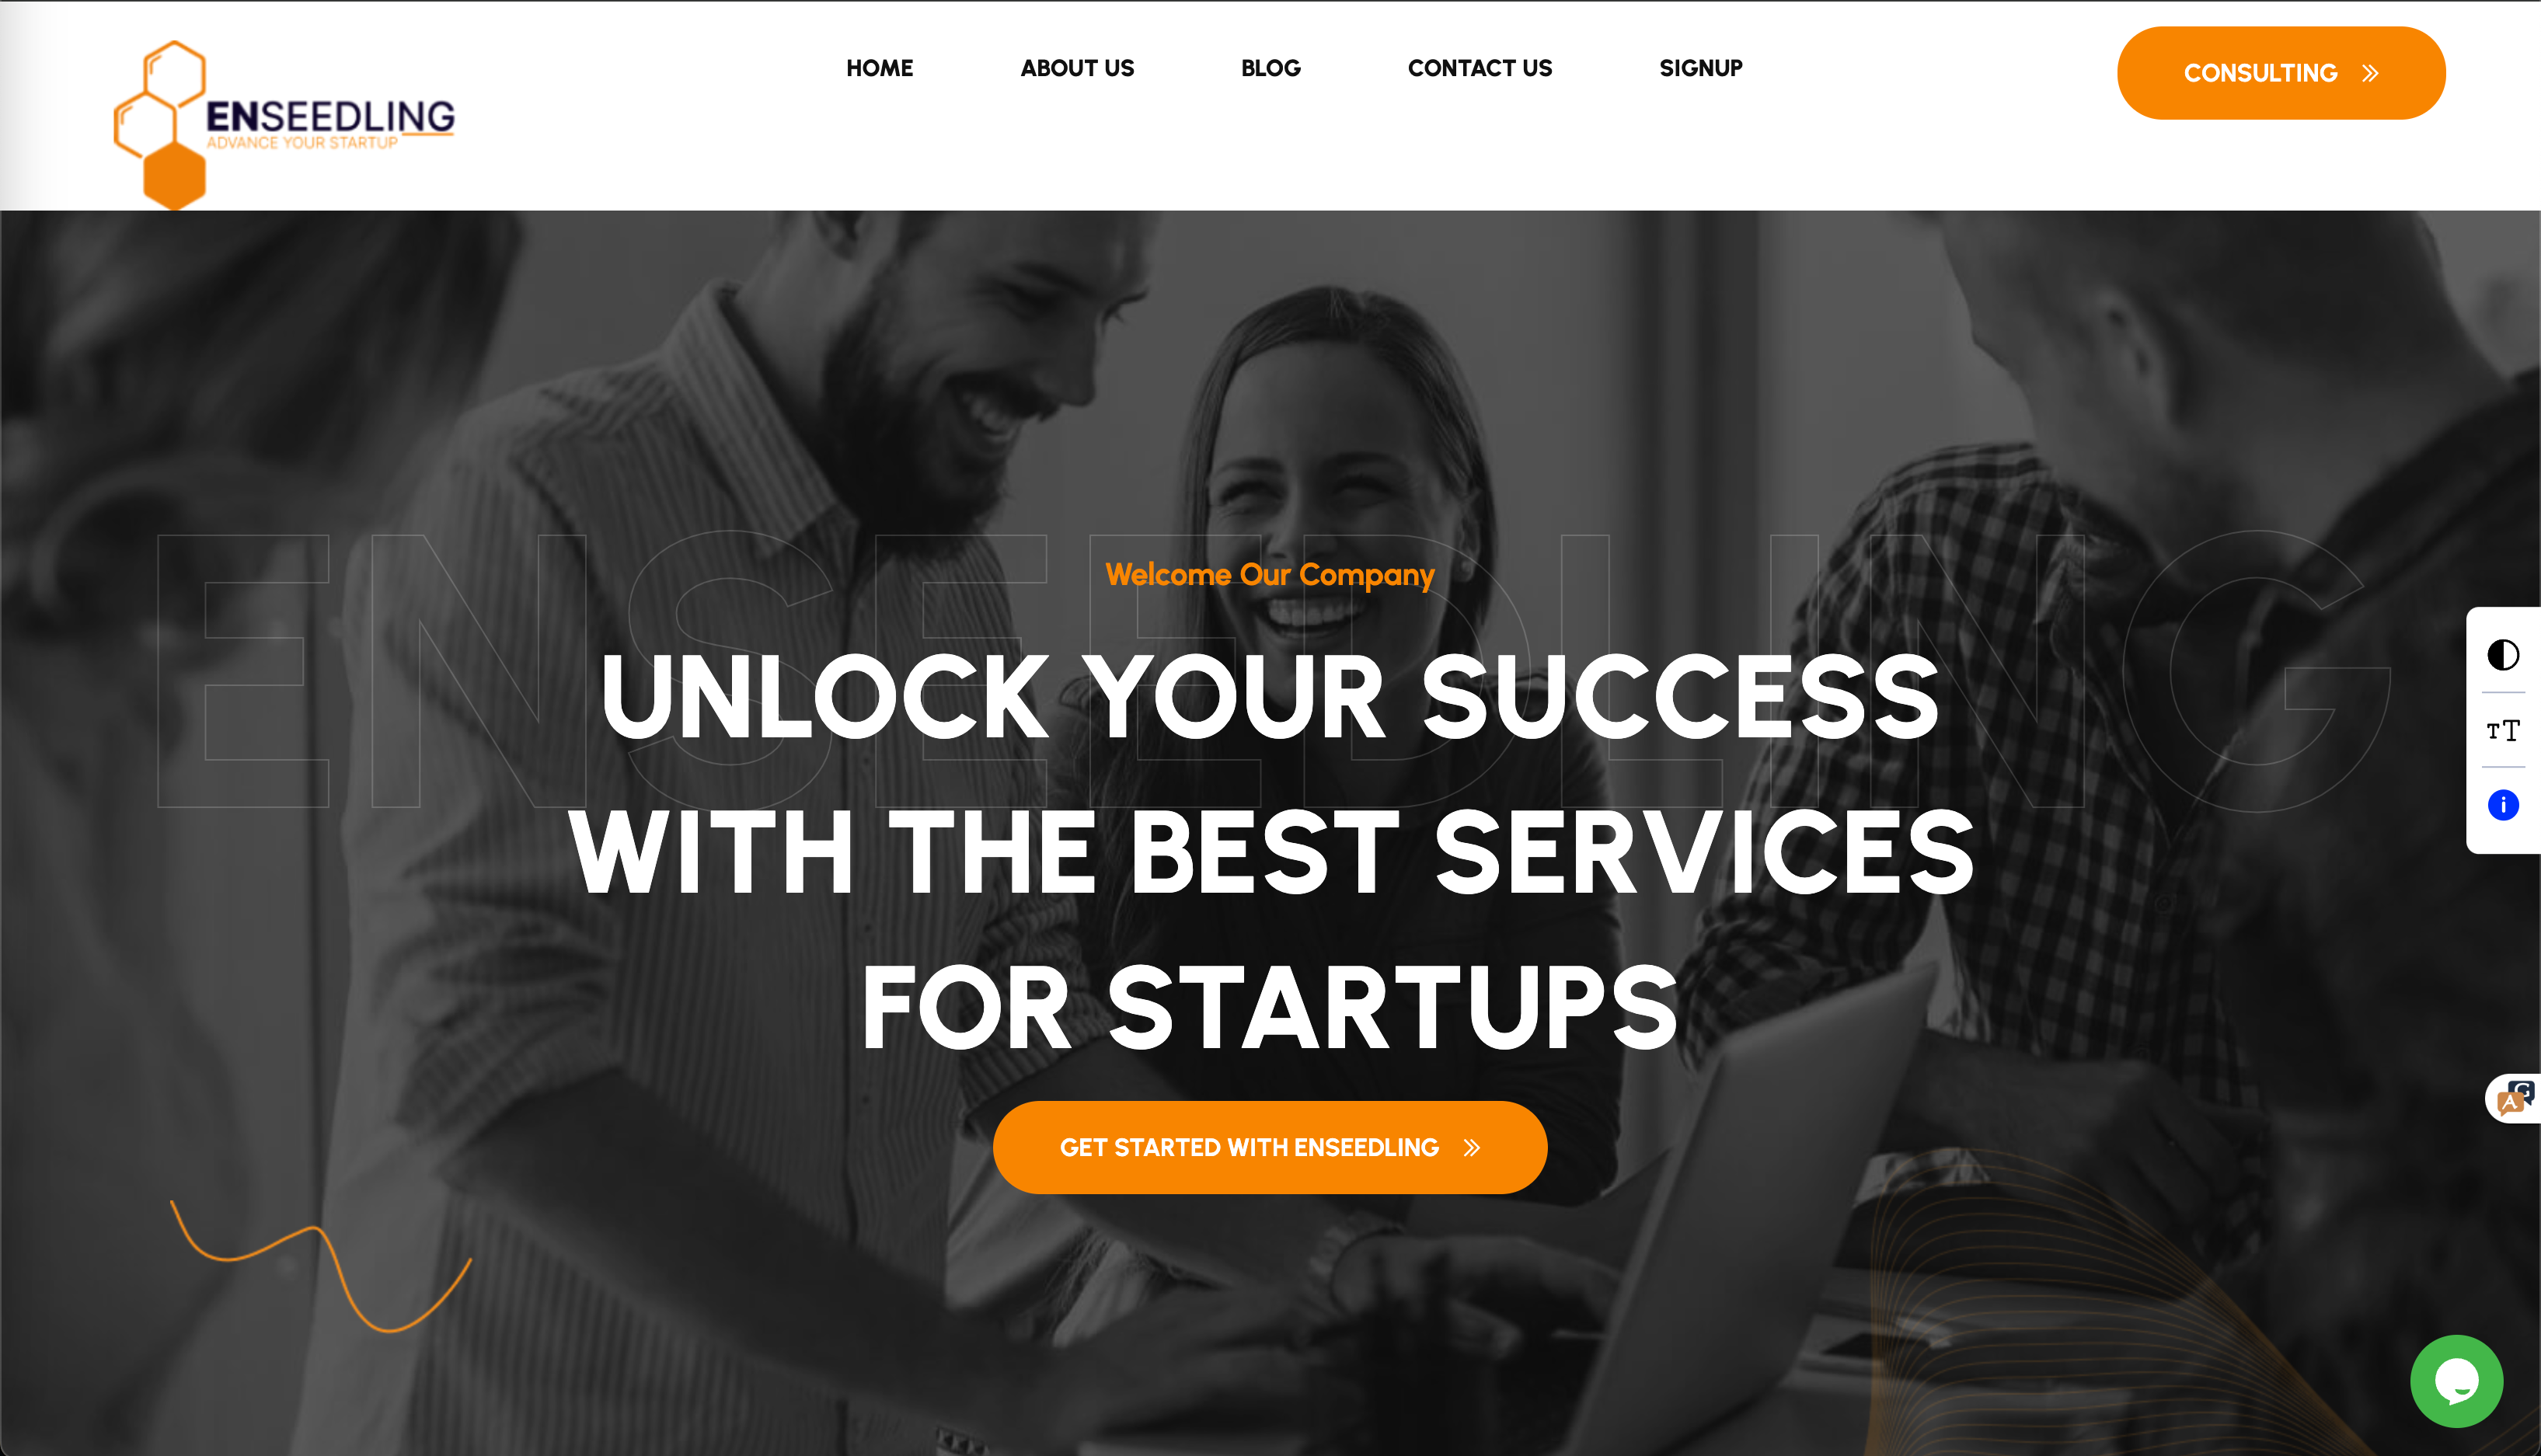 HOME
ABOUT US
BLOG
CONTACT US
SIGNUP
CONSULTING
ENSEEDLING
ADVANCE YOUR STARTUP
ENSEEDLING
Welcome Our Company
UNLOCK YOUR SUCCESS
WITH THE BEST SERVICES
FOR STARTUPS
GET STARTED WITH ENSEEDLING
TT
i
G
A